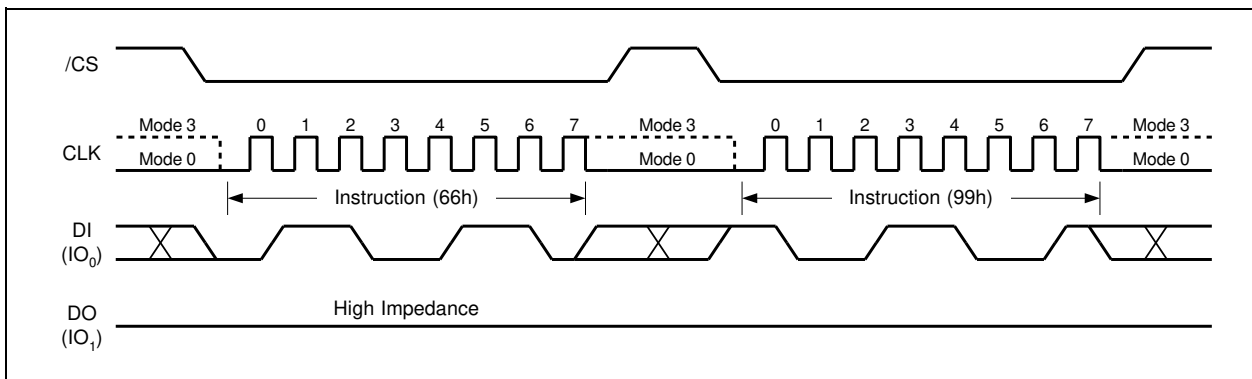 /CS
Mode 3 0 1 2 3 4 5 6 7 Mode 3 0 1 2 3 4 5 6 7 Mode 3
CLK
Mode 0 Mode 0 Mode 0
Instruction (66h) Instruction (99h)
DI
(IO0)
High Impedance
DO
(IO1)